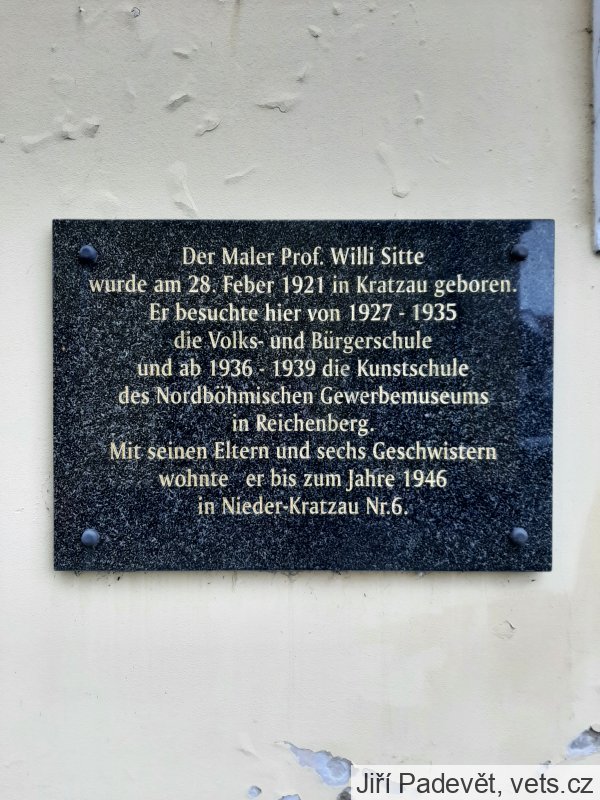 Der Maler Prof. Willi Sitte
wurde am 28. Feber 1921 in Kratzau geboren.
Er besuchte hier von 1927 - 1935
die Volks- und Bürgerschule
und ab 1936 - 1939 die Kunstschule
des Nordböhmischen Gewerbemuseums
in Reichenberg.
Mit seinen Eltern und sechs Geschwistern
wohnte er bis zum Jahre 1946
in Nieder-Kratzau Nr.6.
Jiří Padevět, vets.cz